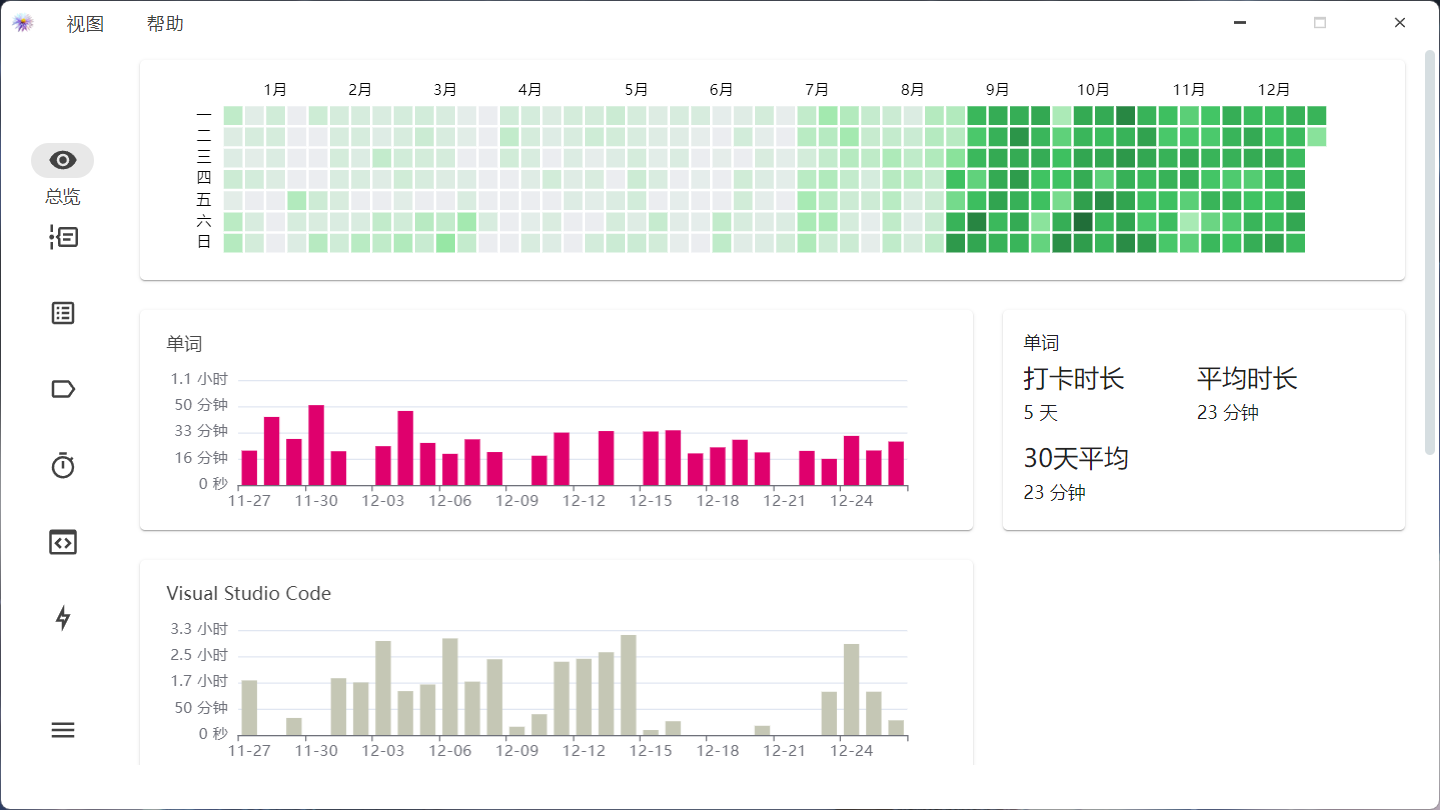 视图 帮助
1月 2月 3月 4月 5月 6月 7月 8月 9月 10月 11月 12月
一
二
三
四
五
六
日
总览
单词
1.1 小时
50 分钟
33 分钟
16 分钟
0 秒
11-27 11-30 12-03 12-06 12-09 12-12 12-15 12-18 12-21 12-24
单词
打卡时长 平均时长
5 天 23 分钟
30天平均
23 分钟
Visual Studio Code
3.3 小时
2.5 小时
1.7 小时
50 分钟
0 秒
11-27 11-30 12-03 12-06 12-09 12-12 12-15 12-18 12-21 12-24